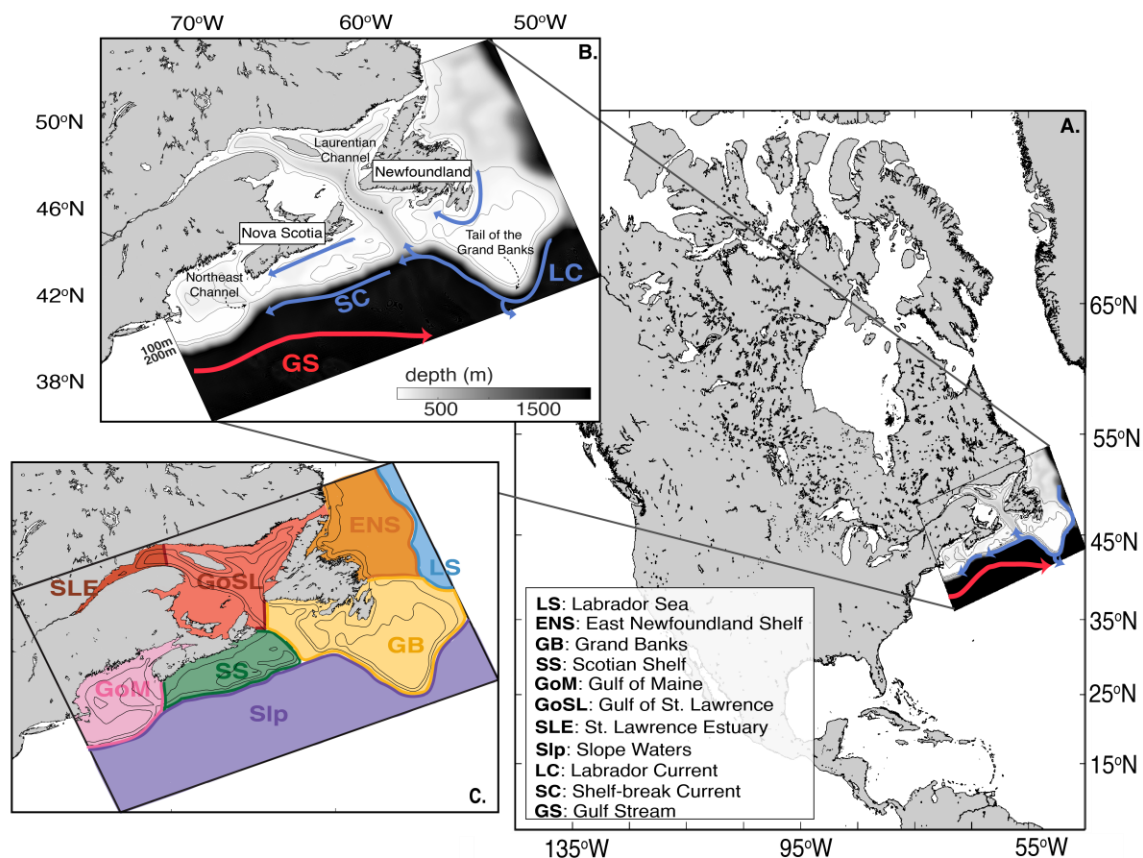 70°W 60°W 50°W
B.
50°N
46°N
42°N
38°N
Laurentian
Channel
Newfoundland
Nova Scotia
Tail of the
Grand Banks
Northeast
Channel
LC
SC
GS
100m
200m
depth (m)
500 1500
A.
65°N
55°N
45°N
35°N
25°N
15°N
135°W 95°W 55°W
LS: Labrador Sea
ENS: East Newfoundland Shelf
GB: Grand Banks
SS: Scotian Shelf
GoM: Gulf of Maine
GoSL: Gulf of St. Lawrence
SLE: St. Lawrence Estuary
Slp: Slope Waters
LC: Labrador Current
SC: Shelf-break Current
GS: Gulf Stream
ENS
LS
SLE
GoSL
GB
SS
GoM
Slp
C.